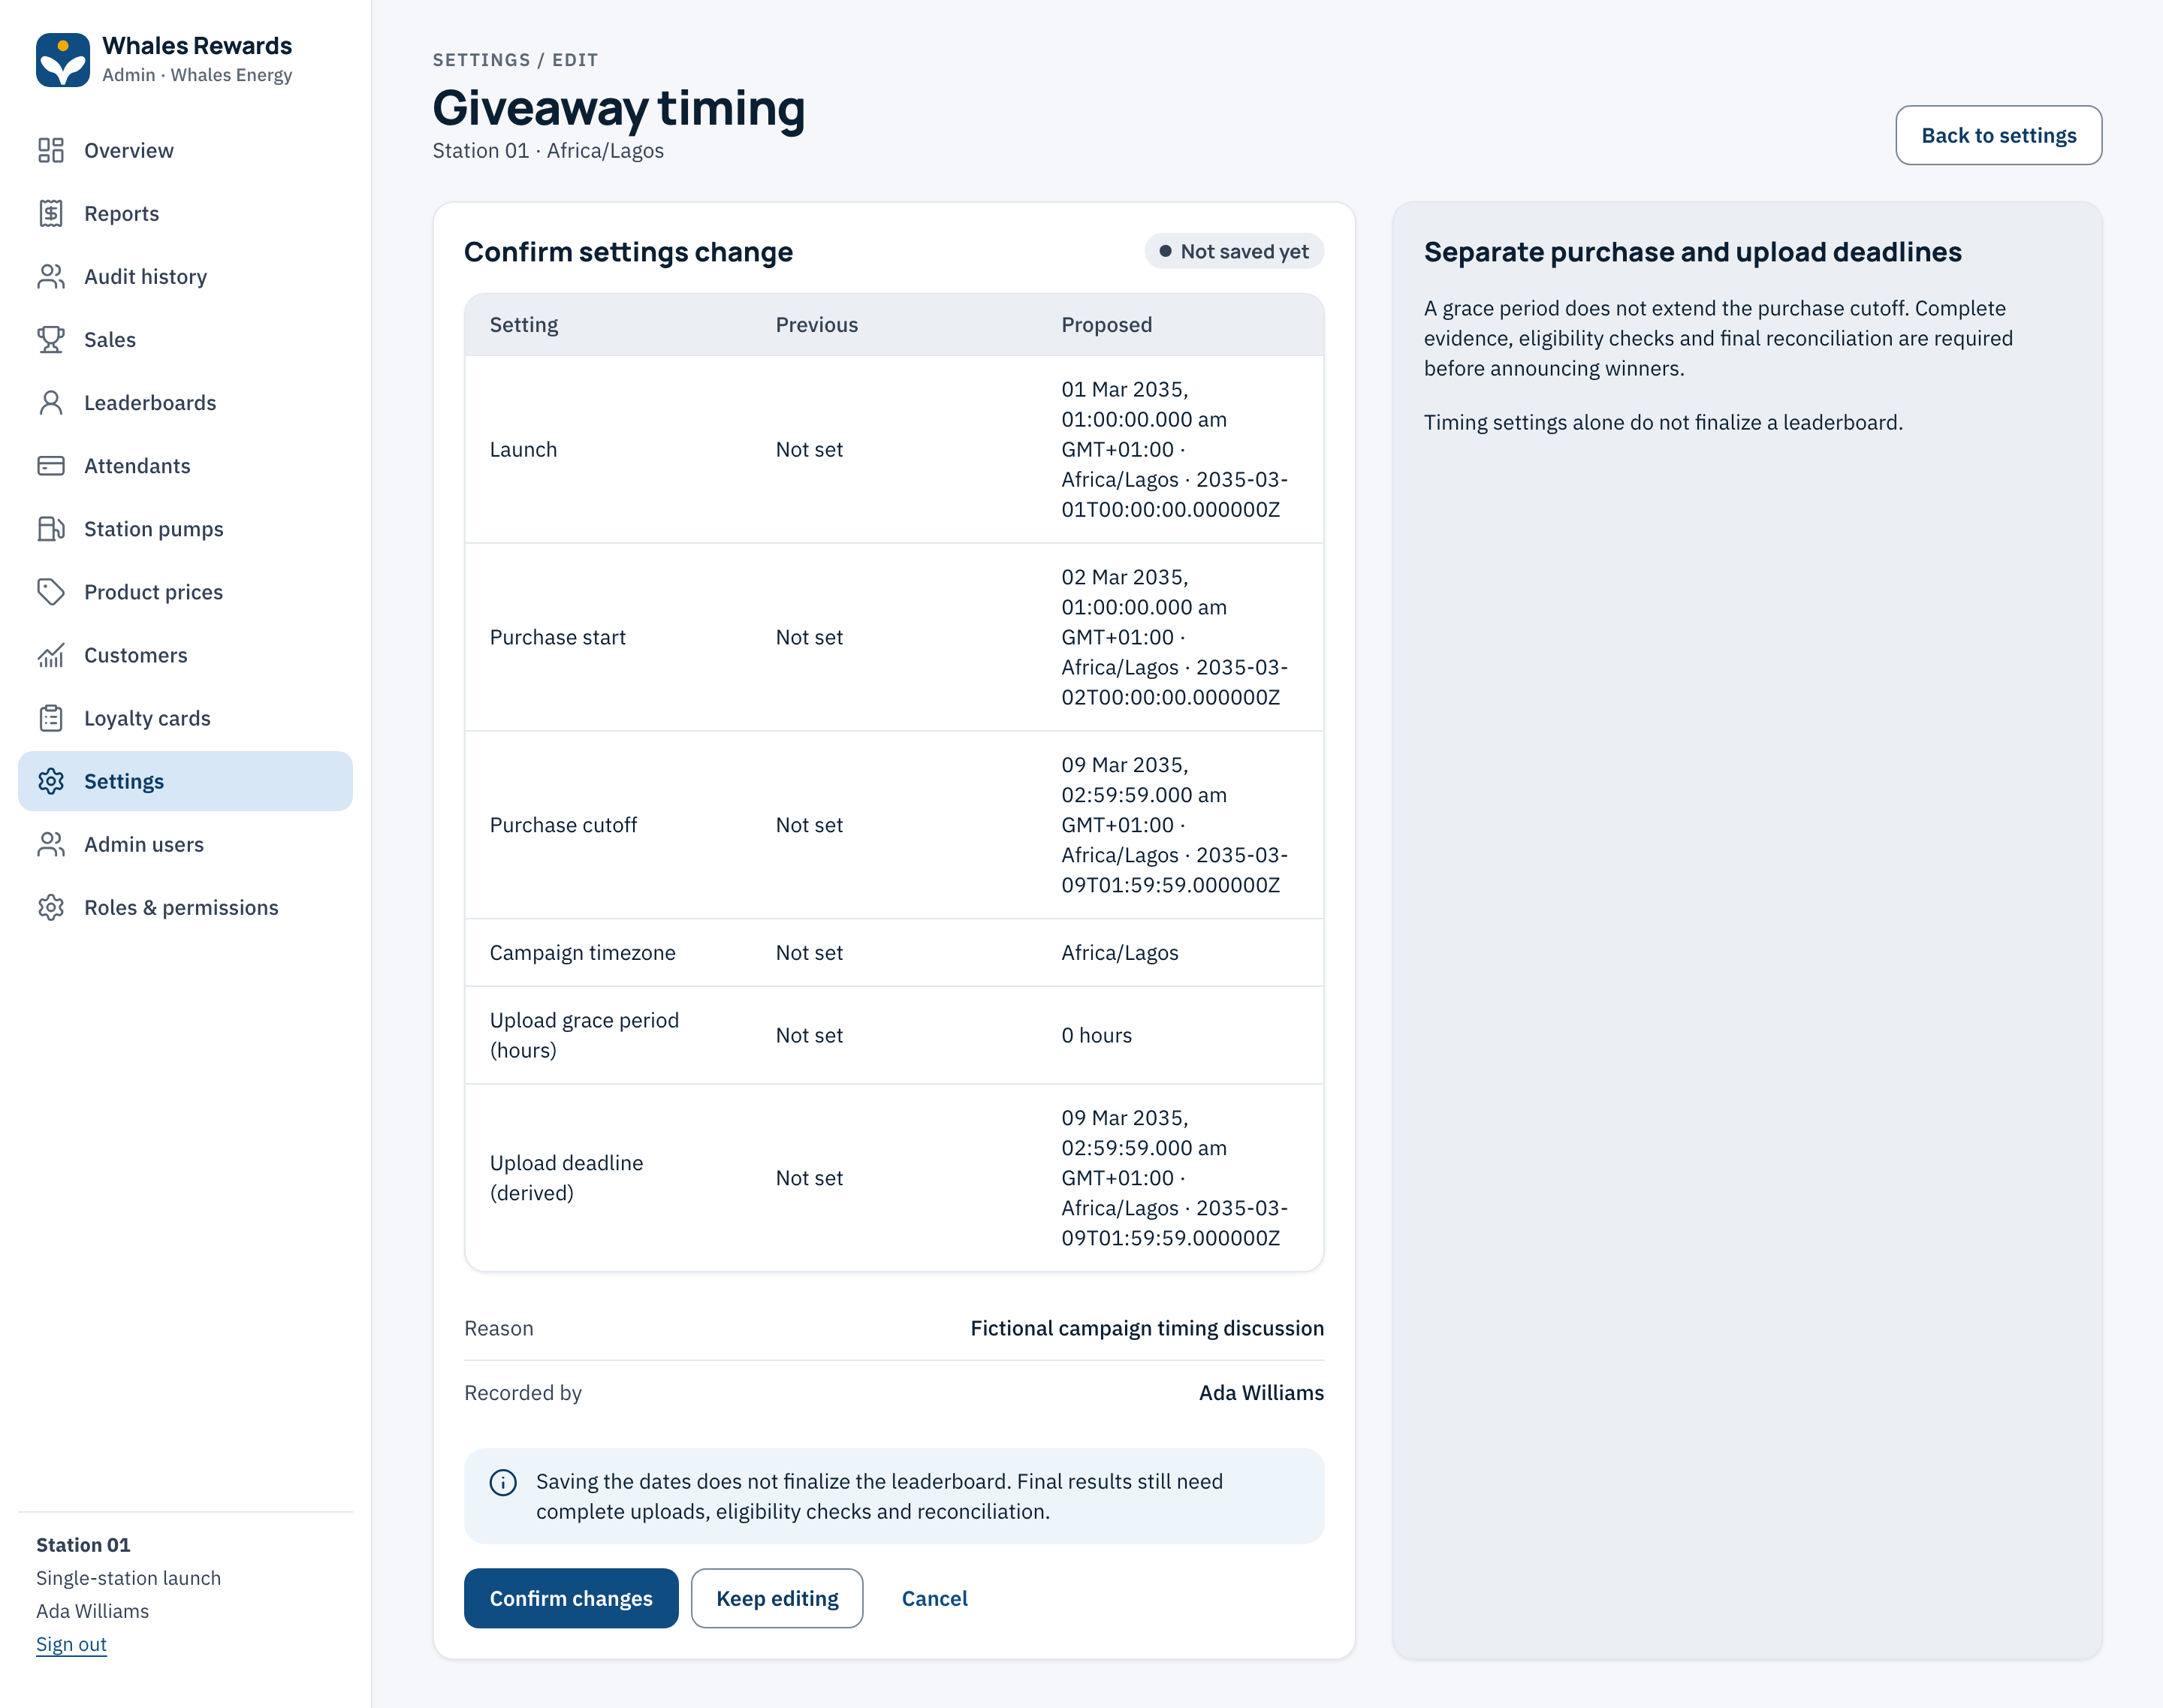 Whales Rewards
Admin · Whales Energy
Overview
Reports
Audit history
Sales
Leaderboards
Attendants
Station pumps
Product prices
Customers
Loyalty cards
Settings
Admin users
Roles & permissions
Station 01
Single-station launch
Ada Williams
Sign out
SETTINGS / EDIT
Giveaway timing
Station 01 · Africa/Lagos
Back to settings
Confirm settings change
Not saved yet
Setting Previous Proposed
Launch
Not set
01 Mar 2035,
01:00:00.000 am
GMT+01:00 ·
Africa/Lagos · 2035-03-
01T00:00:00.000000Z
Purchase start
Not set
02 Mar 2035,
01:00:00.000 am
GMT+01:00 ·
Africa/Lagos · 2035-03-
02T00:00:00.000000Z
Purchase cutoff
Not set
09 Mar 2035,
02:59:59.000 am
GMT+01:00 ·
Africa/Lagos · 2035-03-
09T01:59:59.000000Z
Campaign timezone Not set Africa/Lagos
Upload grace period
(hours)
Not set
0 hours
Upload deadline
(derived)
Not set
09 Mar 2035,
02:59:59.000 am
GMT+01:00 ·
Africa/Lagos · 2035-03-
09T01:59:59.000000Z
Reason Fictional campaign timing discussion
Recorded by Ada Williams
Saving the dates does not finalize the leaderboard. Final results still need
complete uploads, eligibility checks and reconciliation.
Confirm changes Keep editing Cancel
Separate purchase and upload deadlines
A grace period does not extend the purchase cutoff. Complete
evidence, eligibility checks and final reconciliation are required
before announcing winners.
Timing settings alone do not finalize a leaderboard.